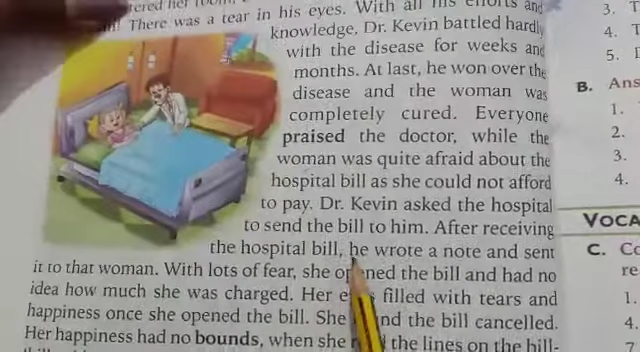 There was a tear in his eyes. With all his efforts and
knowledge, Dr. Kevin battled hardly
with the disease for weeks and
months. At last, he won over the
disease and the woman was
completely cured. Everyone
praised the doctor, while the
woman was quite afraid about the
hospital bill as she could not afford
to pay. Dr. Kevin asked the hospital
to send the bill to him. After receiving
the hospital bill, he wrote a note and sent
it to that woman. With lots of fear, she opened the bill and had no
idea how much she was charged. Her filled with tears and
happiness once she opened the bill. She the bill cancelled.
Her happiness had no bounds, when she the lines on the bill-
3.
4.
5.
B. Ans
1.
2.
3.
4.
VOCA
C.
re
1.
4.
7